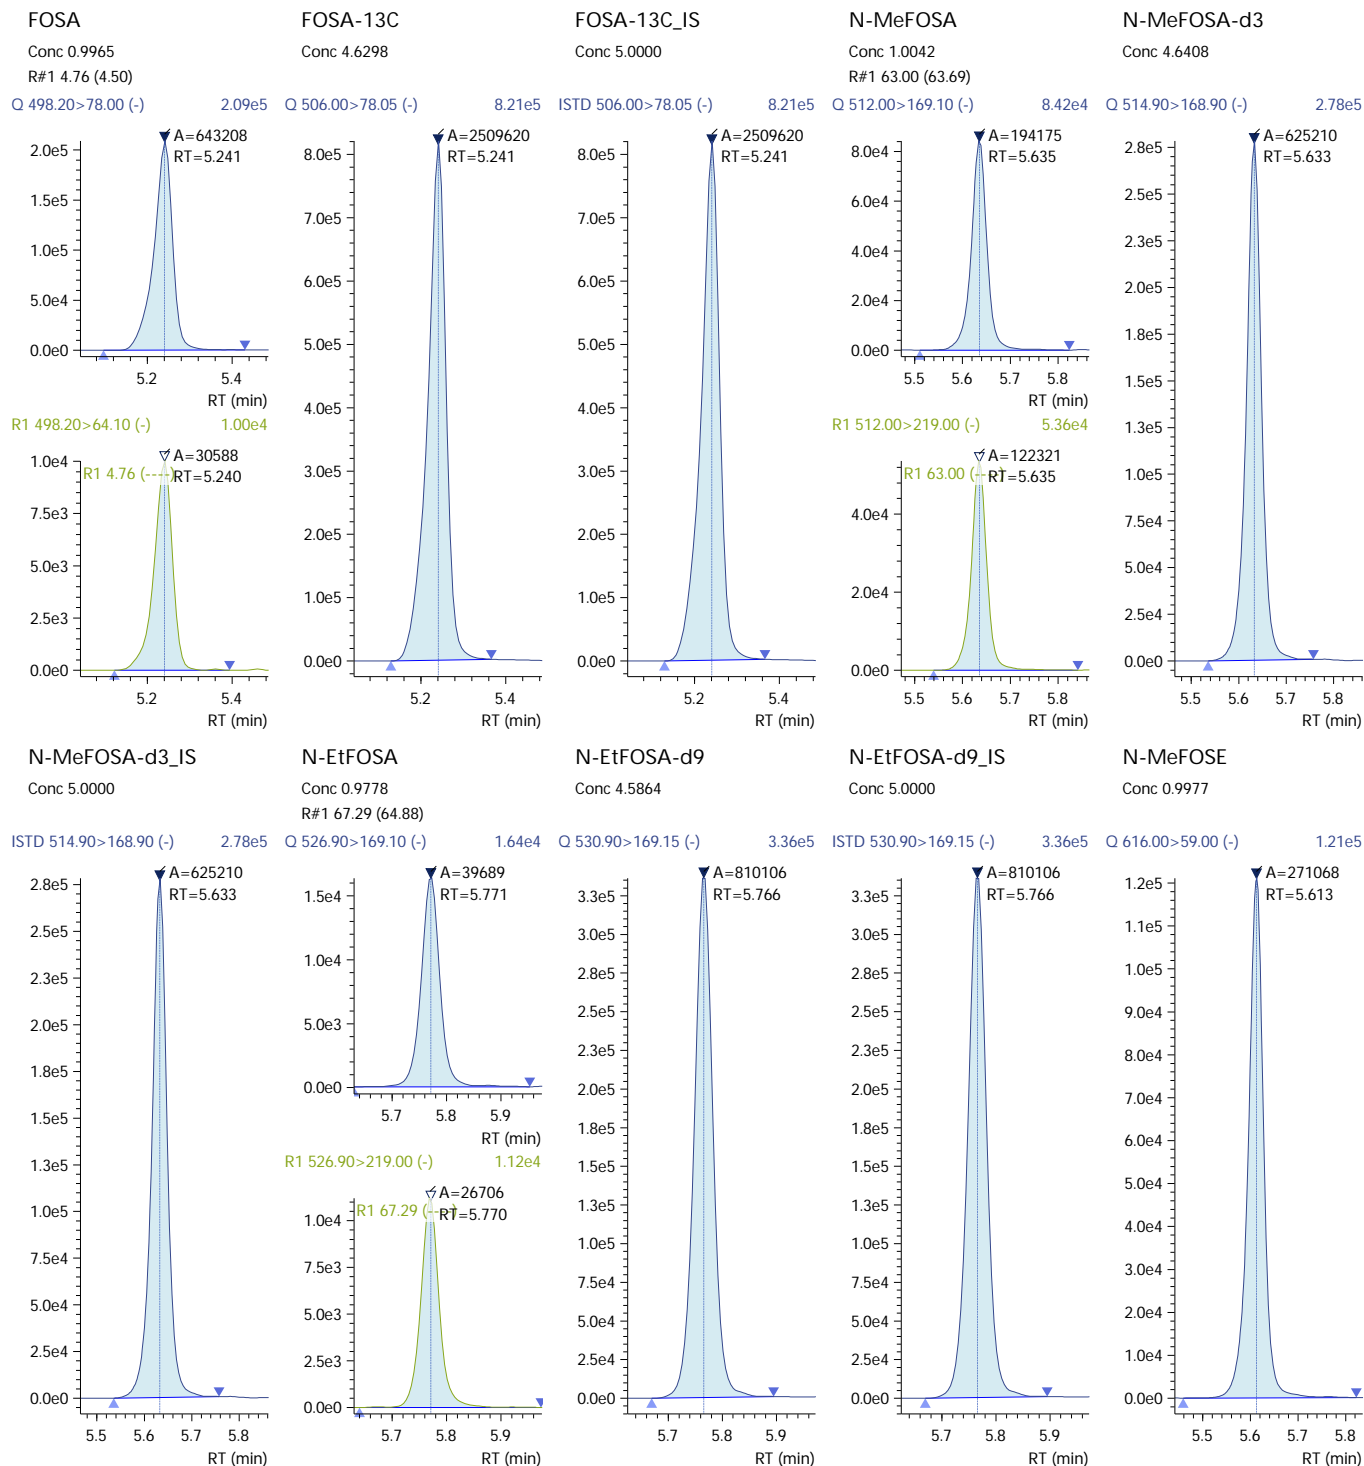 FOSA
Conc 0.9965
R#1 4.76 (4.50)
Q 498.20>78.00 (-) 2.09e5
A=643208
RT=5.241
2.0e5
1.5e5
1.0e5
5.0e4
0.0e0
5.2 5.4
RT (min)
R1 498.20>64.10 (-) 1.00e4
A=30588
R1 4.76 (----)
RT=5.240
1.0e4
7.5e3
5.0e3
2.5e3
0.0e0
5.2 5.4
RT (min)
FOSA-13C
Conc 4.6298
Q 506.00>78.05 (-) 8.21e5
A=2509620
RT=5.241
8.0e5
7.0e5
6.0e5
5.0e5
4.0e5
3.0e5
2.0e5
1.0e5
0.0e0
5.2 5.4
RT (min)
FOSA-13C_IS
Conc 5.0000
ISTD 506.00>78.05 (-) 8.21e5
A=2509620
RT=5.241
8.0e5
7.0e5
6.0e5
5.0e5
4.0e5
3.0e5
2.0e5
1.0e5
0.0e0
5.2 5.4
RT (min)
N-MeFOSA
Conc 1.0042
R#1 63.00 (63.69)
Q 512.00>169.10 (-) 8.42e4
A=194175
RT=5.635
8.0e4
6.0e4
4.0e4
2.0e4
0.0e0
5.5 5.6 5.7 5.8
RT (min)
R1 512.00>219.00 (-) 5.36e4
A=122321
R1 63.00 (----)
RT=5.635
4.0e4
2.0e4
0.0e0
5.5 5.6 5.7 5.8
RT (min)
N-MeFOSA-d3
Conc 4.6408
Q 514.90>168.90 (-) 2.78e5
A=625210
RT=5.633
2.8e5
2.5e5
2.3e5
2.0e5
1.8e5
1.5e5
1.3e5
1.0e5
7.5e4
5.0e4
2.5e4
0.0e0
5.5 5.6 5.7 5.8
RT (min)
N-MeFOSA-d3_IS
Conc 5.0000
ISTD 514.90>168.90 (-) 2.78e5
A=625210
RT=5.633
2.8e5
2.5e5
2.3e5
2.0e5
1.8e5
1.5e5
1.3e5
1.0e5
7.5e4
5.0e4
2.5e4
0.0e0
5.5 5.6 5.7 5.8
RT (min)
N-EtFOSA
Conc 0.9778
R#1 67.29 (64.88)
Q 526.90>169.10 (-) 1.64e4
A=39689
RT=5.771
1.5e4
1.0e4
5.0e3
0.0e0
5.7 5.8 5.9
RT (min)
R1 526.90>219.00 (-) 1.12e4
A=26706
R1 67.29 (----)
RT=5.770
1.0e4
7.5e3
5.0e3
2.5e3
0.0e0
5.7 5.8 5.9
RT (min)
N-EtFOSA-d9
Conc 4.5864
Q 530.90>169.15 (-) 3.36e5
A=810106
RT=5.766
3.3e5
3.0e5
2.8e5
2.5e5
2.3e5
2.0e5
1.8e5
1.5e5
1.3e5
1.0e5
7.5e4
5.0e4
2.5e4
0.0e0
5.7 5.8 5.9
RT (min)
N-EtFOSA-d9_IS
Conc 5.0000
ISTD 530.90>169.15 (-) 3.36e5
A=810106
RT=5.766
3.3e5
3.0e5
2.8e5
2.5e5
2.3e5
2.0e5
1.8e5
1.5e5
1.3e5
1.0e5
7.5e4
5.0e4
2.5e4
0.0e0
5.7 5.8 5.9
RT (min)
N-MeFOSE
Conc 0.9977
Q 616.00>59.00 (-) 1.21e5
A=271068
RT=5.613
1.2e5
1.1e5
1.0e5
9.0e4
8.0e4
7.0e4
6.0e4
5.0e4
4.0e4
3.0e4
2.0e4
1.0e4
0.0e0
5.5 5.6 5.7 5.8
RT (min)